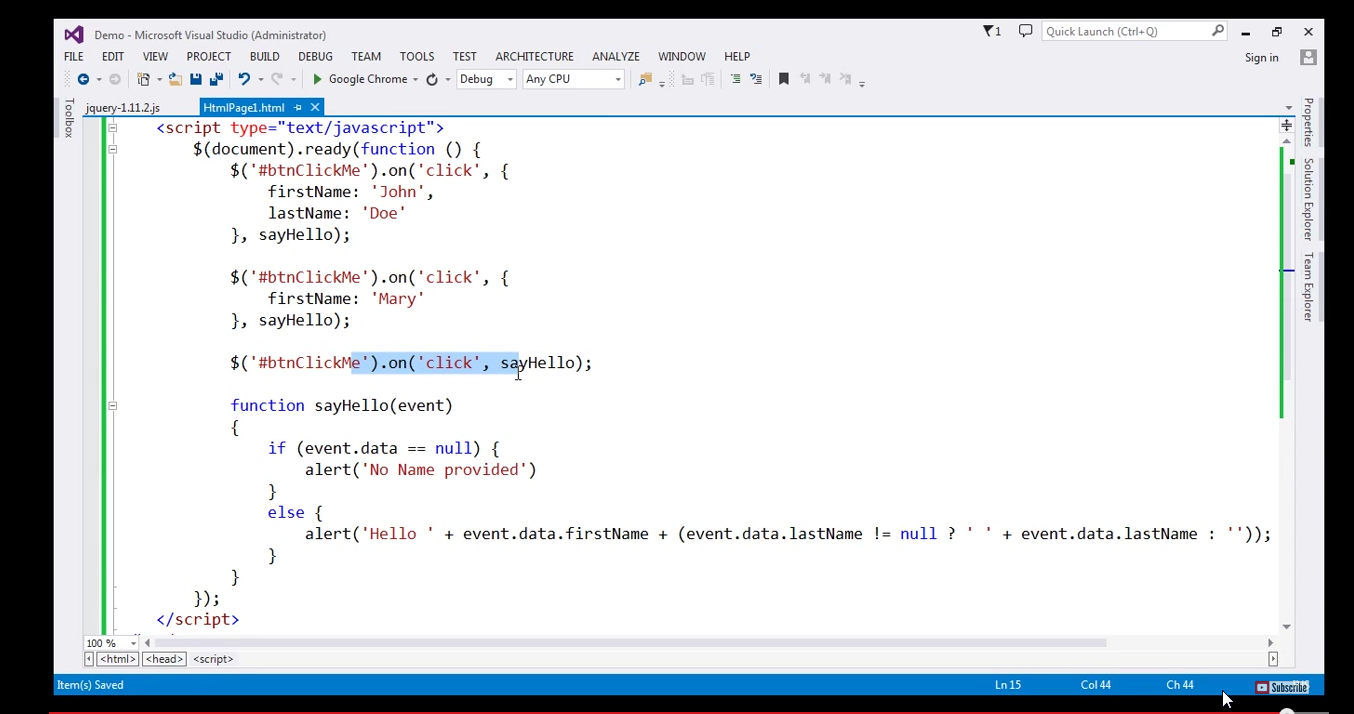 Demo - Microsoft Visual Studio (Administrator)
1
Quick Launch (Ctrl+Q)
FILE EDIT VIEW PROJECT BUILD DEBUG TEAM TOOLS TEST ARCHITECTURE ANALYZE WINDOW HELP
Sign in
Google Chrome Debug Any CPU
Toolbox
jquery-1.11.2.js HtmlPage1.html
Properties
Solution Explorer
Team Explorer
<script type="text/javascript">
$(document).ready(function () {
$('#btnClickMe').on('click', {
firstName: 'John',
lastName: 'Doe'
}, sayHello);
$('#btnClickMe').on('click', {
firstName: 'Mary'
}, sayHello);
$('#btnClickMe').on('click', sayHello);
function sayHello(event)
{
if (event.data == null) {
alert('No Name provided')
}
else {
alert('Hello ' + event.data.firstName + (event.data.lastName != null ? ' ' + event.data.lastName : ''));
}
}
});
</script>
100 %
<html> <head> <script>
Item(s) Saved Ln 15 Col 44 Ch 44
Subscribe